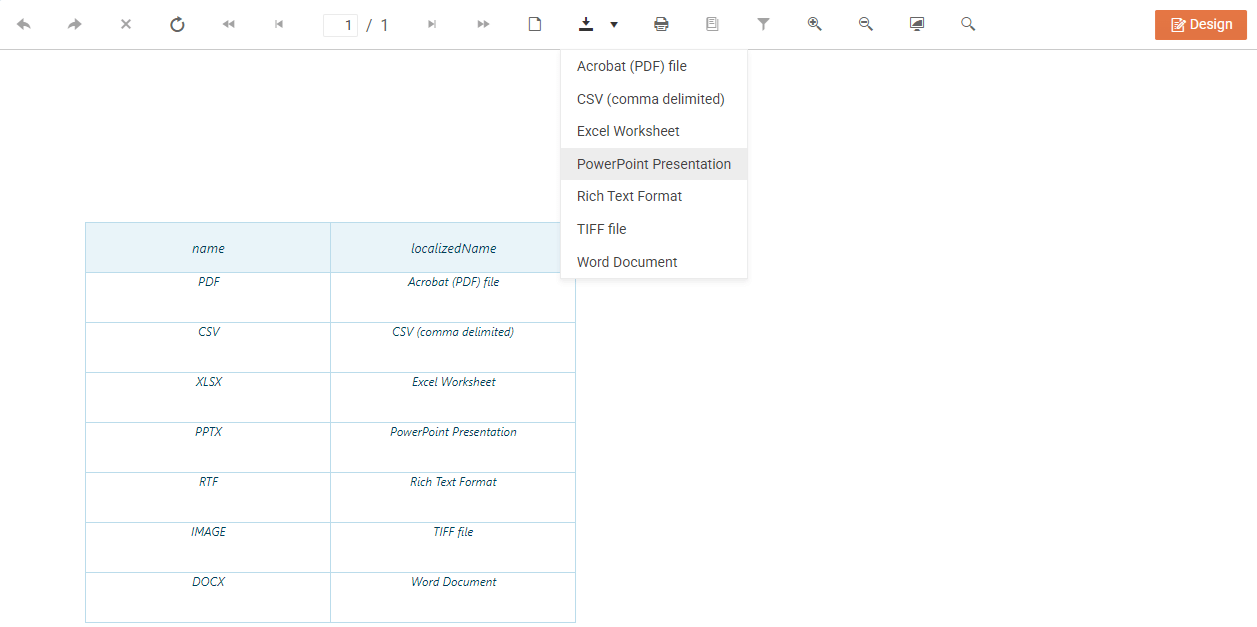 1 / 1
Design
Acrobat (PDF) file
CSV (comma delimited)
Excel Worksheet
PowerPoint Presentation
Rich Text Format
TIFF file
Word Document
name localizedName
PDF Acrobat (PDF) file
CSV CSV (comma delimited)
XLSX Excel Worksheet
PPTX PowerPoint Presentation
RTF Rich Text Format
IMAGE TIFF file
DOCX Word Document